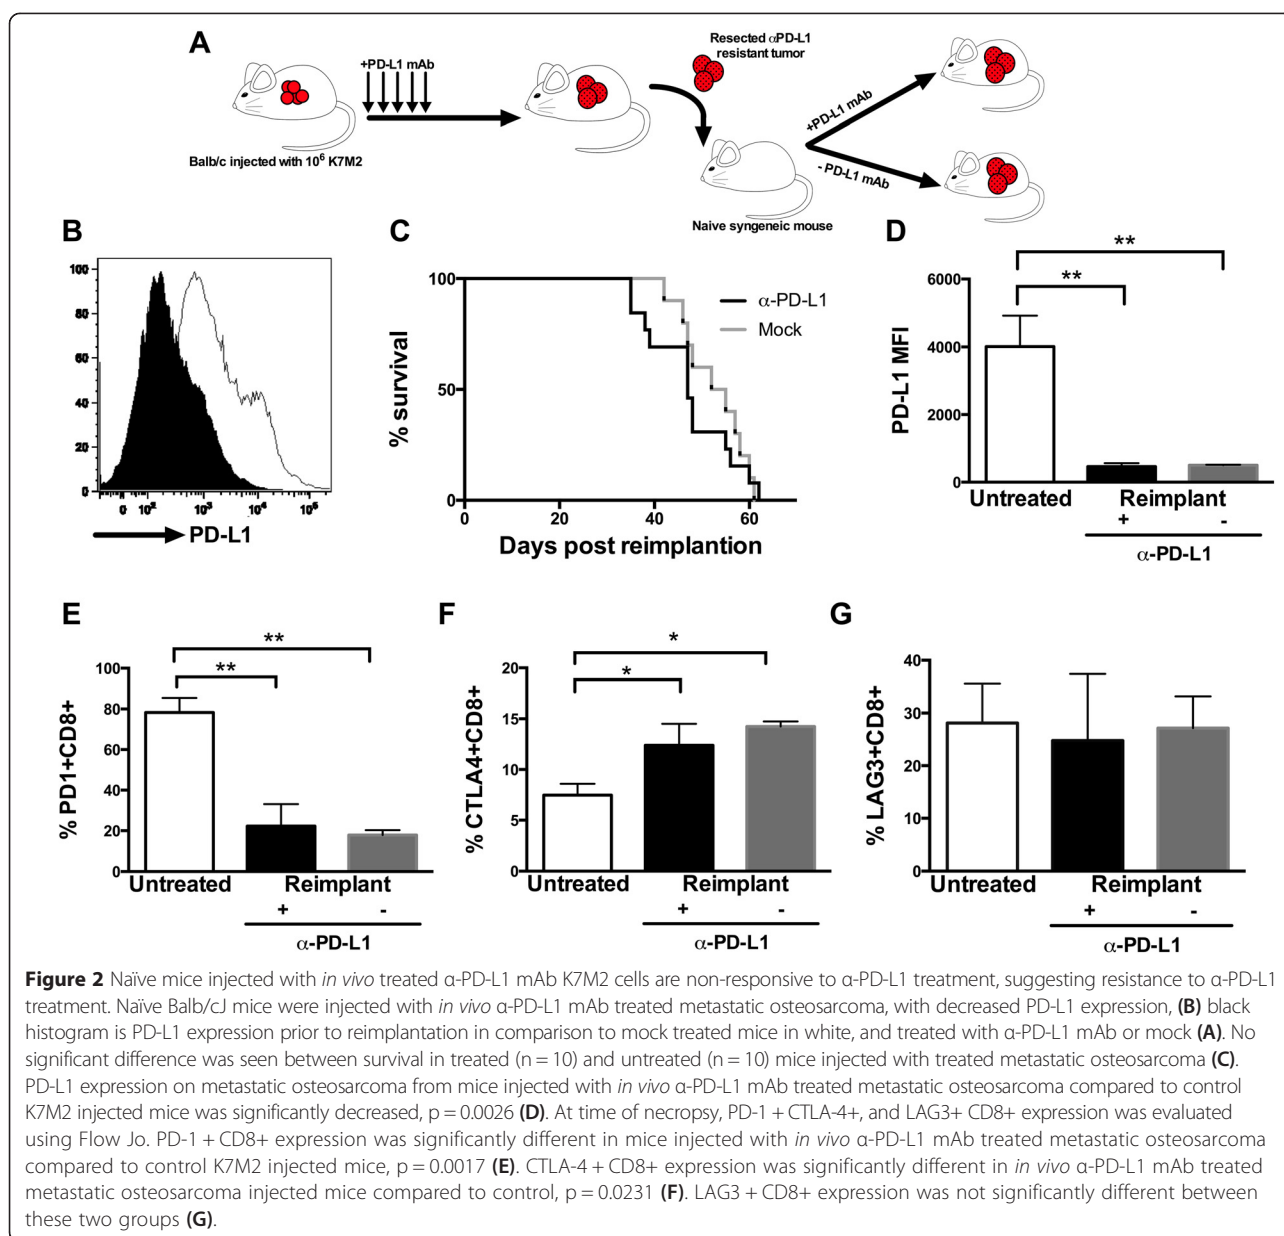 A
+PD-L1 mAb
Resected αPD-L1
resistant tumor
Balb/c injected with 10⁶ K7M2
+PD-L1 mAb
- PD-L1 mAb
Naive syngeneic mouse
B
100
80
60
40
20
0
0 10² 10³ 10⁴ 10⁵
PD-L1
C
% survival
100
50
0
0 20 40 60
Days post reimplantion
α-PD-L1
Mock
D
PD-L1 MFI
6000
4000
2000
0
**
**
Untreated Reimplant
+ -
α-PD-L1
E
% PD1+CD8+
100
80
60
40
20
0
**
**
Untreated Reimplant
+ -
α-PD-L1
F
% CTLA4+CD8+
20
15
10
5
0
*
*
Untreated Reimplant
+ -
α-PD-L1
G
% LAG3+CD8+
40
30
20
10
0
Untreated Reimplant
+ -
α-PD-L1
Figure 2 Naïve mice injected with in vivo treated α-PD-L1 mAb K7M2 cells are non-responsive to α-PD-L1 treatment, suggesting resistance to α-PD-L1
treatment. Naïve Balb/cJ mice were injected with in vivo α-PD-L1 mAb treated metastatic osteosarcoma, with decreased PD-L1 expression, (B) black
histogram is PD-L1 expression prior to reimplantation in comparison to mock treated mice in white, and treated with α-PD-L1 mAb or mock (A). No
significant difference was seen between survival in treated (n = 10) and untreated (n = 10) mice injected with treated metastatic osteosarcoma (C).
PD-L1 expression on metastatic osteosarcoma from mice injected with in vivo α-PD-L1 mAb treated metastatic osteosarcoma compared to control
K7M2 injected mice was significantly decreased, p = 0.0026 (D). At time of necropsy, PD-1 + CTLA-4+, and LAG3+ CD8+ expression was evaluated
using Flow Jo. PD-1 + CD8+ expression was significantly different in mice injected with in vivo α-PD-L1 mAb treated metastatic osteosarcoma
compared to control K7M2 injected mice, p = 0.0017 (E). CTLA-4 + CD8+ expression was significantly different in in vivo α-PD-L1 mAb treated
metastatic osteosarcoma injected mice compared to control, p = 0.0231 (F). LAG3 + CD8+ expression was not significantly different between
these two groups (G).